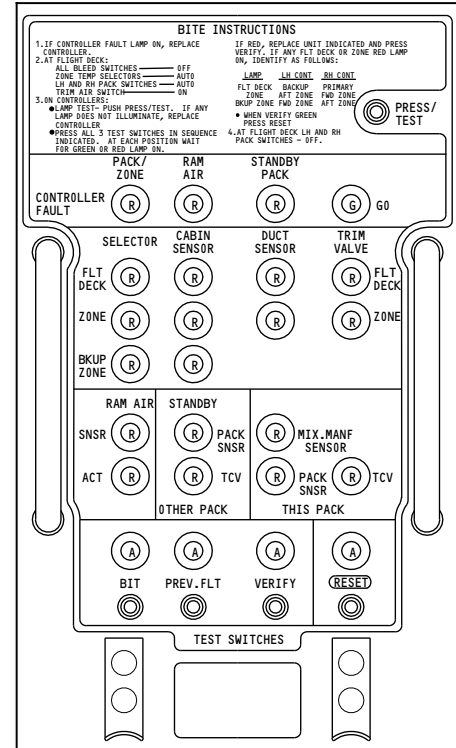 BITE INSTRUCTIONS
1.IF CONTROLLER FAULT LAMP ON, REPLACE
CONTROLLER.
2.AT FLIGHT DECK:
ALL BLEED SWITCHES OFF
ZONE TEMP SELECTORS AUTO
LH AND RH PACK SWITCHES AUTO
TRIM AIR SWITCH ON
3.ON CONTROLLERS:
●LAMP TEST- PUSH PRESS/TEST. IF ANY
LAMP DOES NOT ILLUMINATE, REPLACE
CONTROLLER
●PRESS ALL 3 TEST SWITCHES IN SEQUENCE
INDICATED. AT EACH POSITION WAIT
FOR GREEN OR RED LAMP ON.
IF RED, REPLACE UNIT INDICATED AND PRESS
VERIFY. IF ANY FLT DECK OR ZONE RED LAMP
ON, IDENTIFY AS FOLLOWS:
LAMP LH CONT RH CONT
FLT DECK BACKUP PRIMARY
ZONE AFT ZONE FWD ZONE
BKUP ZONE FWD ZONE AFT ZONE
• WHEN VERIFY GREEN
PRESS RESET
4.AT FLIGHT DECK LH AND RH
PACK SWITCHES - OFF.
PRESS/
TEST
PACK/
ZONE
RAM
AIR
STANDBY
PACK
CONTROLLER
FAULT
R R R G GO
SELECTOR
CABIN
SENSOR
DUCT
SENSOR
TRIM
VALVE
FLT
DECK
R R R R
FLT
DECK
ZONE R R R R ZONE
BKUP
ZONE
R R
RAM AIR STANDBY
SNSR R R PACK
SNSR
R MIX.MANF
SENSOR
ACT R R TCV R PACK
SNSR
R TCV
OTHER PACK THIS PACK
A A A A
BIT PREV.FLT VERIFY RESET
TEST SWITCHES